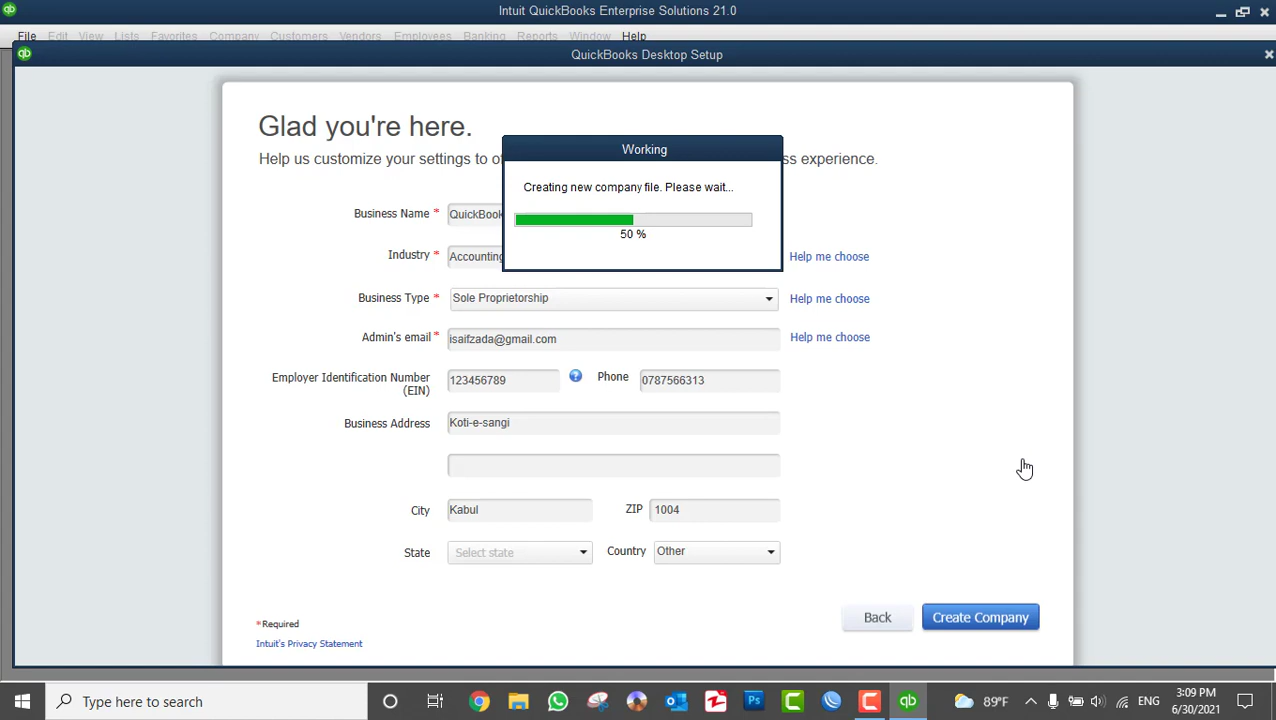 Intuit QuickBooks Enterprise Solutions 21.0
File Edit View Lists Favorites Company Customers Vendors Employees Banking Reports Window Help
QuickBooks Desktop Setup
Glad you're here.
Help us customize your settings to ss experience.
Working
Creating new company file. Please wait...
50 %
Business Name *
Industry * Accounting Help me choose
Business Type * Sole Proprietorship Help me choose
Admin's email * isaifzada@gmail.com Help me choose
Employer Identification Number (EIN) 123456789 Phone 0787566313
Business Address Koti-e-sangi
City Kabul ZIP 1004
State Select state Country Other
Back Create Company
*Required
Intuit's Privacy Statement
Type here to search
89°F ENG 3:09 PM
6/30/2021